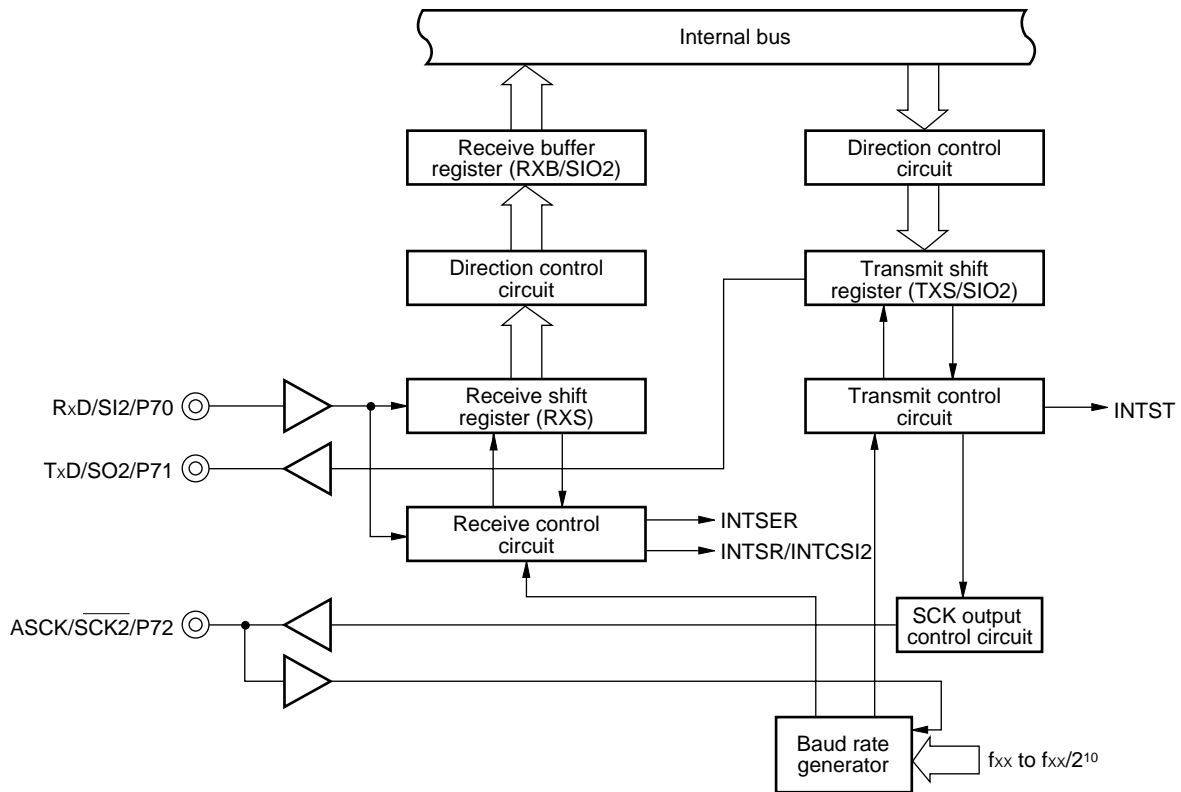 Internal bus
Receive buffer
register (RXB/SIO2)
Direction control
circuit
Direction control
circuit
Transmit shift
register (TXS/SIO2)
RxD/SI2/P70
Receive shift
register (RXS)
Transmit control
circuit
INTST
TxD/SO2/P71
Receive control
circuit
INTSER
INTSR/INTCSI2
ASCK/S̅C̅K̅2̅/P72
SCK output
control circuit
Baud rate
generator
fxx to fxx/2¹⁰